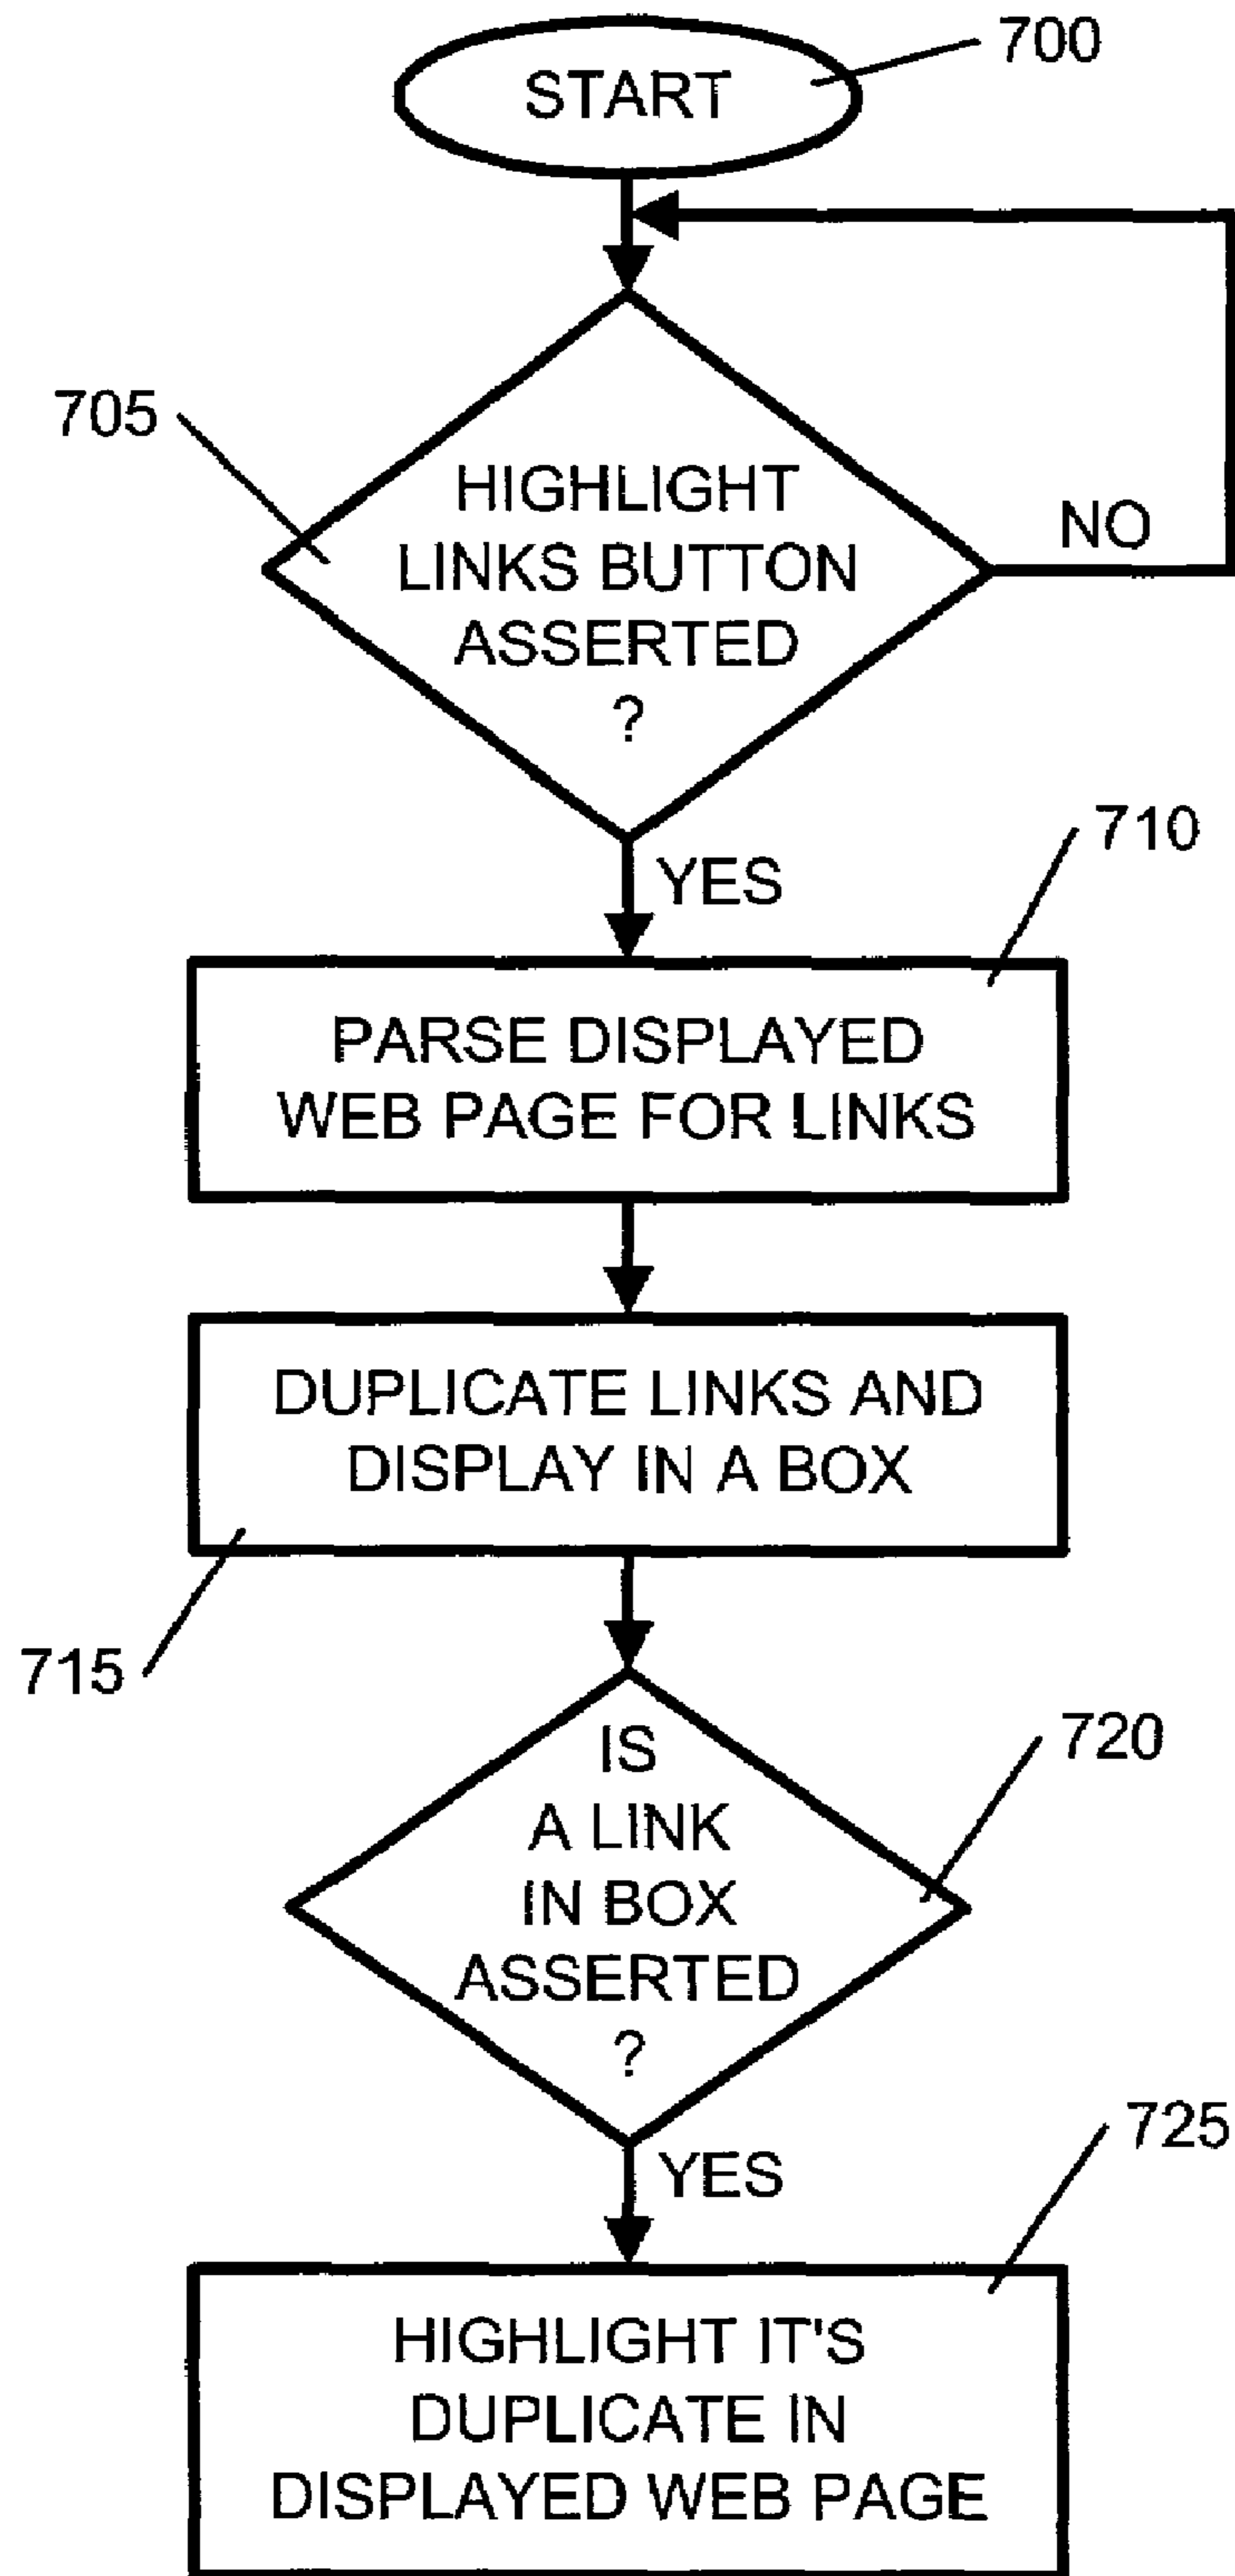 START
700
705
HIGHLIGHT
LINKS BUTTON
ASSERTED
?
NO
YES
710
PARSE DISPLAYED
WEB PAGE FOR LINKS
DUPLICATE LINKS AND
DISPLAY IN A BOX
715
IS
A LINK
IN BOX
ASSERTED
?
720
YES
725
HIGHLIGHT IT'S
DUPLICATE IN
DISPLAYED WEB PAGE